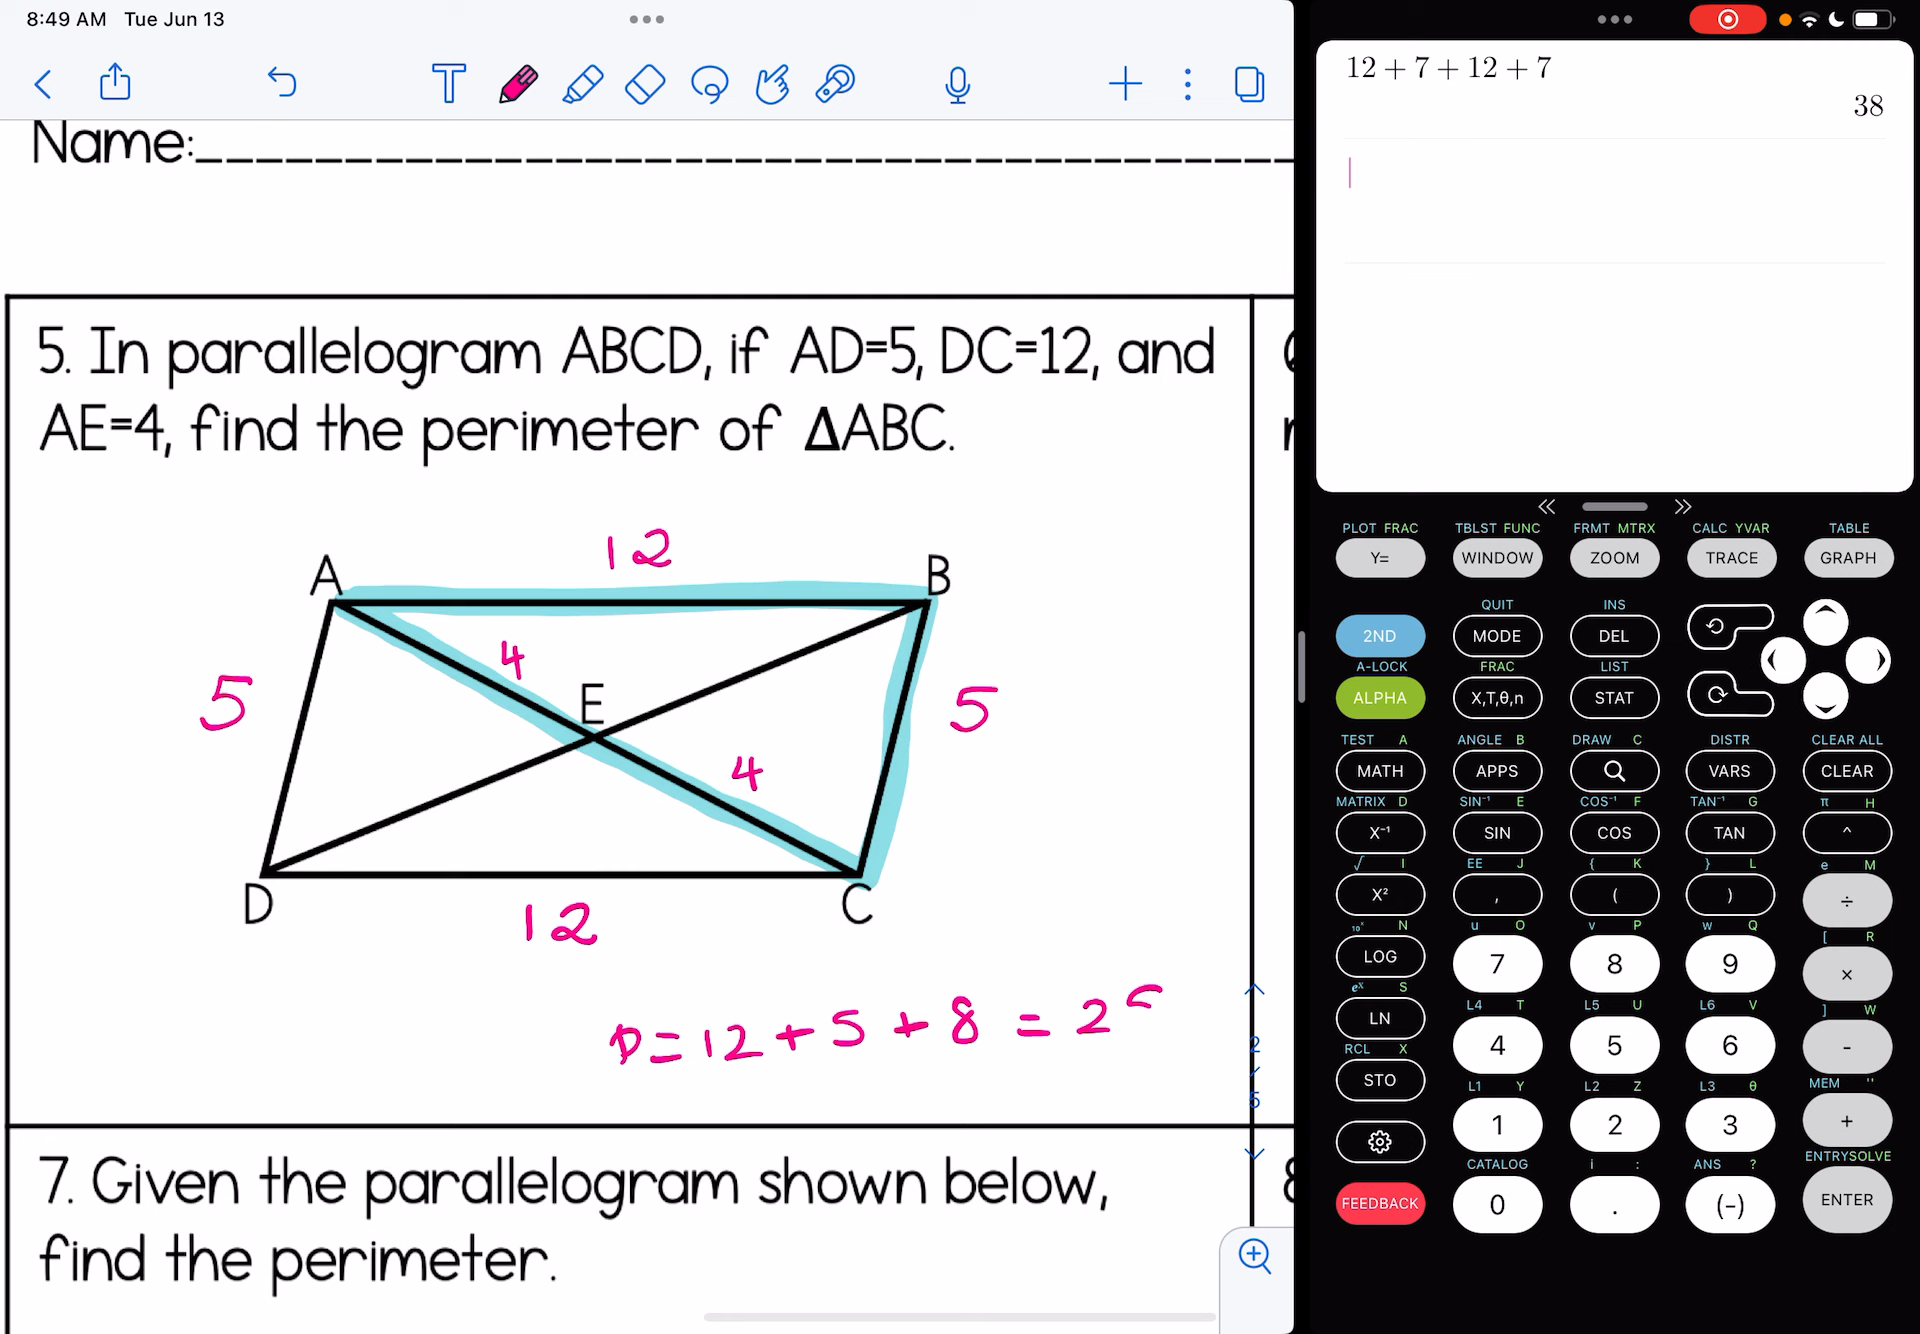 8:49 AM Tue Jun 13
Name:
12 + 7 + 12 + 7
38
5. In parallelogram ABCD, if AD=5, DC=12, and
AE=4, find the perimeter of ΔABC.
12
A
B
4
E
5
5
4
D
C
12
P=12+5+8 = 2
2
5
7. Given the parallelogram shown below,
find the perimeter.
PLOT FRAC TBLST FUNC FRMT MTRX CALC YVAR TABLE
Y= WINDOW ZOOM TRACE GRAPH
QUIT INS
2ND MODE DEL
A-LOCK FRAC LIST
ALPHA X,T,θ,n STAT
TEST A ANGLE B DRAW C DISTR CLEAR ALL
MATH APPS VARS CLEAR
MATRIX D SIN⁻¹ E COS⁻¹ F TAN⁻¹ G π H
X⁻¹ SIN COS TAN ^
√ I EE J { K } L e M
X² , ( ) ÷
10ˣ N u O v P w Q [ R
LOG 7 8 9 ×
eˣ S L4 T L5 U L6 V ] W
LN 4 5 6 -
RCL X L1 Y L2 Z L3 θ MEM "
STO 1 2 3 +
CATALOG i : ANS ? ENTRY SOLVE
FEEDBACK 0 . (-) ENTER